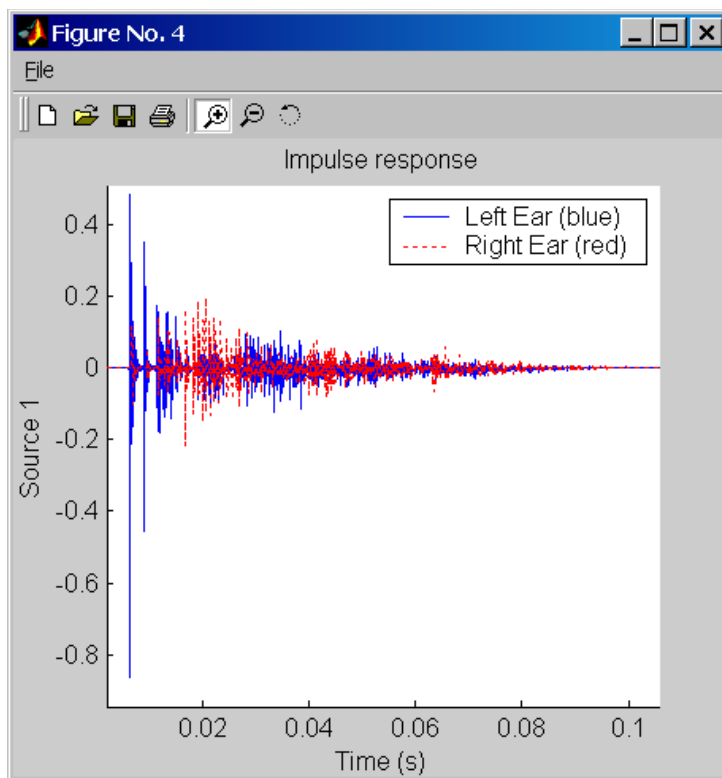 Figure No. 4
File
Impulse response
Left Ear (blue)
Right Ear (red)
0.4
0.2
0
-0.2
-0.4
-0.6
-0.8
Source 1
0.02 0.04 0.06 0.08 0.1
Time (s)